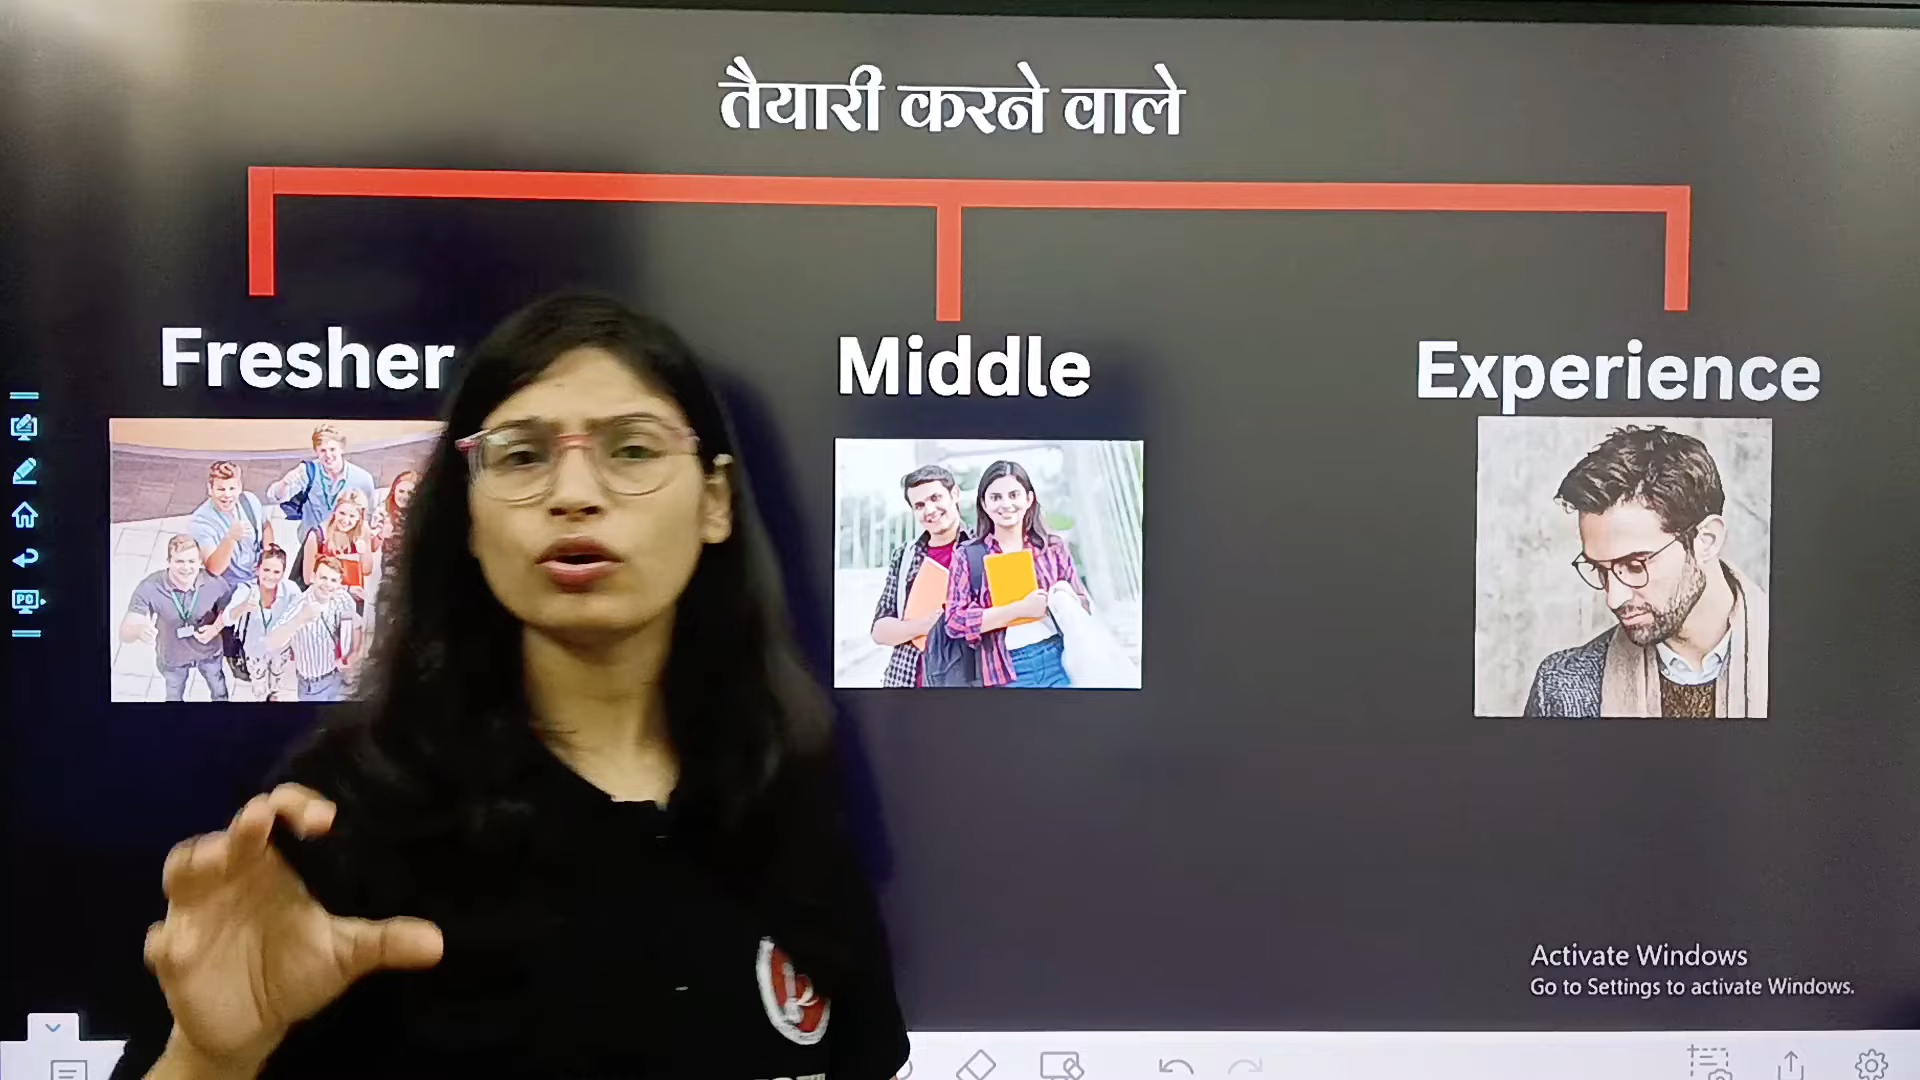 तैयारी करने वाले
Fresher
Middle
Experience
Activate Windows
Go to Settings to activate Windows.